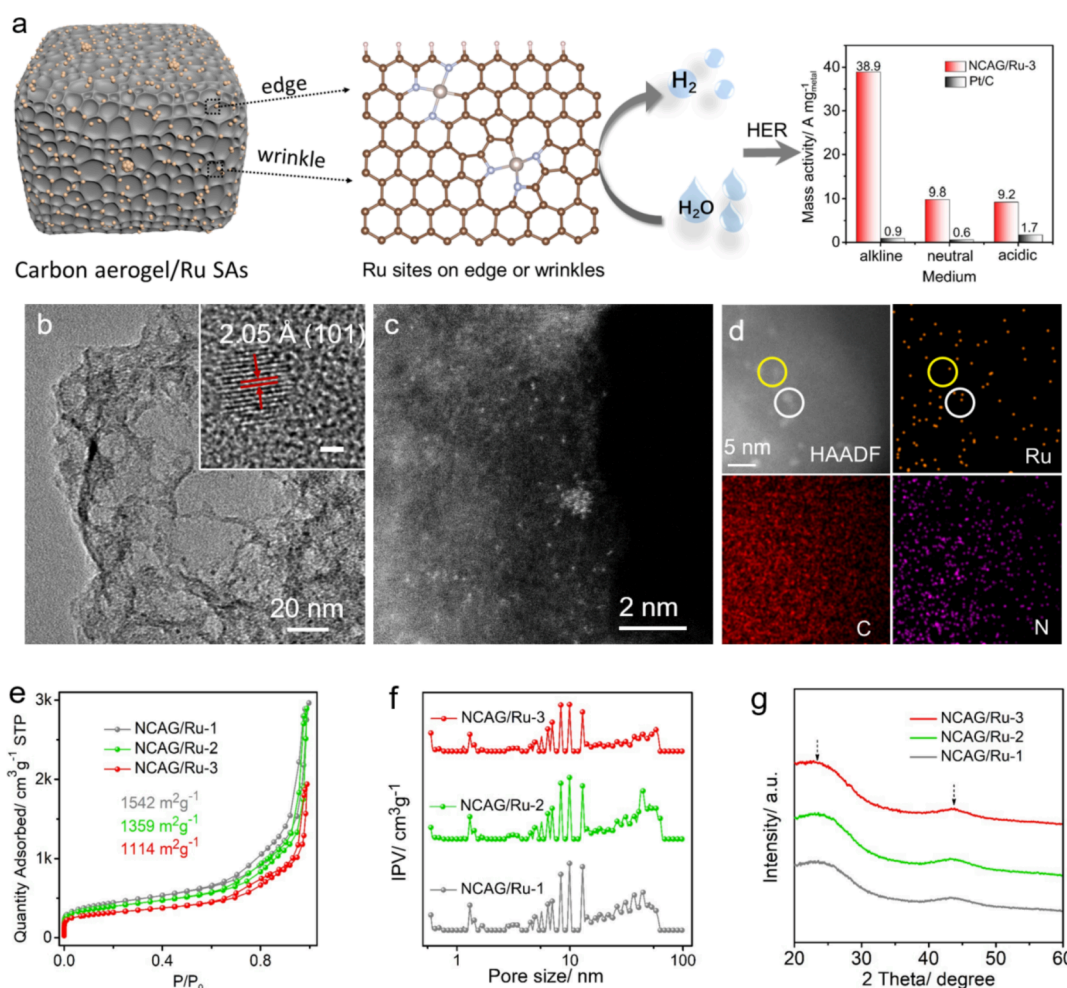 a
edge
wrinkle
Carbon aerogel/Ru SAs
Ru sites on edge or wrinkles
H₂
H₂O
HER
Mass activity/ A mg⁻¹metal
40
30
20
10
0
NCAG/Ru-3
Pt/C
38.9
0.9
9.8
0.6
9.2
1.7
alkline neutral acidic
Medium
b
2.05 Å (101)
20 nm
c
2 nm
d
5 nm
HAADF
Ru
C
N
e
Quantity Adsorbed/ cm³g⁻¹ STP
3k
2k
1k
0
NCAG/Ru-1
NCAG/Ru-2
NCAG/Ru-3
1542 m²g⁻¹
1359 m²g⁻¹
1114 m²g⁻¹
0.0 0.4 0.8
P/P₀
f
IPV/ cm³g⁻¹
NCAG/Ru-3
NCAG/Ru-2
NCAG/Ru-1
1 10 100
Pore size/ nm
g
Intensity/ a.u.
NCAG/Ru-3
NCAG/Ru-2
NCAG/Ru-1
20 30 40 50 60
2 Theta/ degree